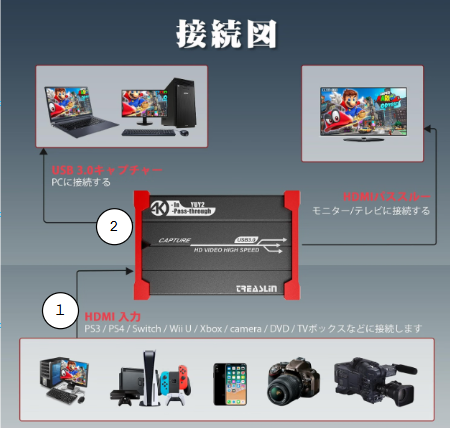 接続図
USB 3.0キャプチャー
PCに接続する
HDMIパススルー
モニター/テレビに接続する
4K-to YUY2
-Pass-through
2
CAPTURE
USB3.0
HD VIDEO HIGH SPEED
TREASLIN
1
HDMI 入力
PS3 / PS4 / Switch / Wii U / Xbox / camera / DVD / TVボックスなどに接続します